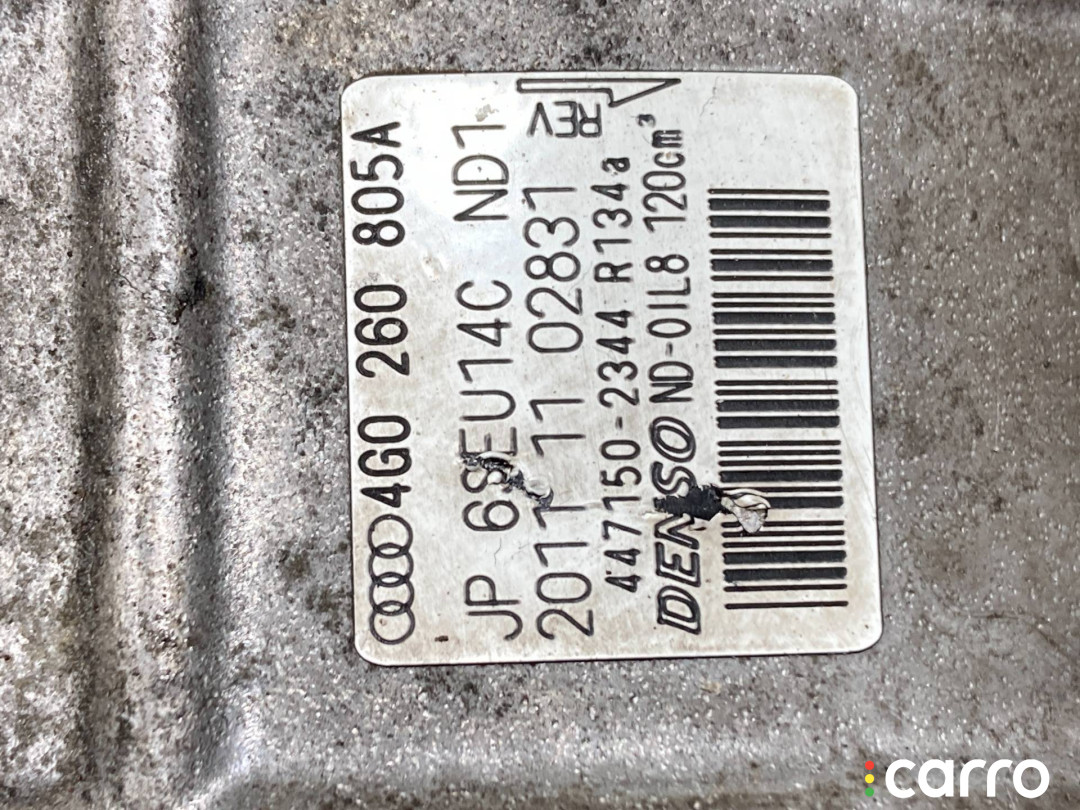 4G0 260 805A
JP 6SEU14C ND1
2011 11 02831
REV
447150-2344 R134a
DENSO ND-OIL8 120cm³
carro